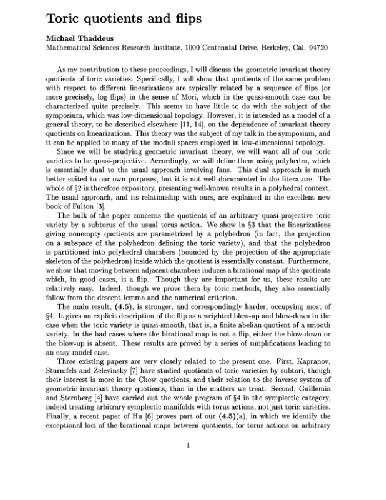 Toric quotients and flips
Michael Thaddeus
Mathematical Sciences Research Institute, 1000 Centennial Drive, Berkeley, Cal. 94720
As my contribution to these proceedings, I will discuss the geometric invariant theory
quotients of toric varieties. Specifically, I will show that quotients of the same problem
with respect to different linearizations are typically related by a sequence of flips (or
more precisely, log flips) in the sense of Mori, which in the quasi-smooth case can be
characterized quite precisely. This seems to have little to do with the subject of the
symposium, which was low-dimensional topology. However, it is intended as a model of a
general theory, to be described elsewhere [11, 14], on the dependence of invariant theory
quotients on linearizations. This theory was the subject of my talk in the symposium, and
it can be applied to many of the moduli spaces employed in low-dimensional topology.
Since we will be studying geometric invariant theory, we will want all of our toric
varieties to be quasi-projective. Accordingly, we will define them using polyhedra, which
is essentially dual to the usual approach involving fans. This dual approach is much
better suited to our own purposes, but it is not well documented in the literature. The
whole of §2 is therefore expository, presenting well-known results in a polyhedral context.
The usual approach, and its relationship with ours, are explained in the excellent new
book of Fulton [3].
The bulk of the paper concerns the quotients of an arbitrary quasi-projective toric
variety by a subtorus of the usual torus action. We show in §3 that the linearizations
giving nonempty quotients are parametrized by a polyhedron (in fact, the projection
on a subspace of the polyhedron defining the toric variety), and that the polyhedron
is partitioned into polyhedral chambers (bounded by the projection of the appropriate
skeleton of the polyhedron) inside which the quotient is essentially constant. Furthermore,
we show that moving between adjacent chambers induces a birational map of the quotients
which, in good cases, is a flip. Though they are important for us, these results are
relatively easy. Indeed, though we prove them by toric methods, they also essentially
follow from the descent lemma and the numerical criterion.
The main result, (4.5), is stronger, and correspondingly harder, occupying most of
§4. It gives an explicit description of the flip as a weighted blow-up and blow-down in the
case when the toric variety is quasi-smooth, that is, a finite abelian quotient of a smooth
variety. In the bad cases where the birational map is not a flip, either the blow-down or
the blow-up is absent. These results are proved by a series of simplifications leading to
an easy model case.
Three existing papers are very closely related to the present one. First, Kapranov,
Sturmfels and Zelevinsky [7] have studied quotients of toric varieties by subtori, though
their interest is more in the Chow quotients, and their relation to the inverse system of
geometric invariant theory quotients, than in the matters we treat. Second, Guillemin
and Sternberg [4] have carried out the whole program of §4 in the symplectic category,
indeed treating arbitrary symplectic manifolds with torus actions, not just toric varieties.
Finally, a recent paper of Hu [6] proves part of our (4.5)(a), in which we identify the
exceptional loci of the birational maps between quotients, for torus actions on arbitrary
1